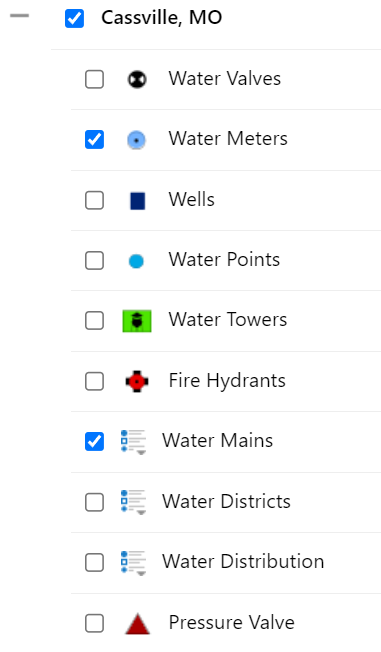 Cassville, MO
Water Valves
Water Meters
Wells
Water Points
Water Towers
Fire Hydrants
Water Mains
Water Districts
Water Distribution
Pressure Valve